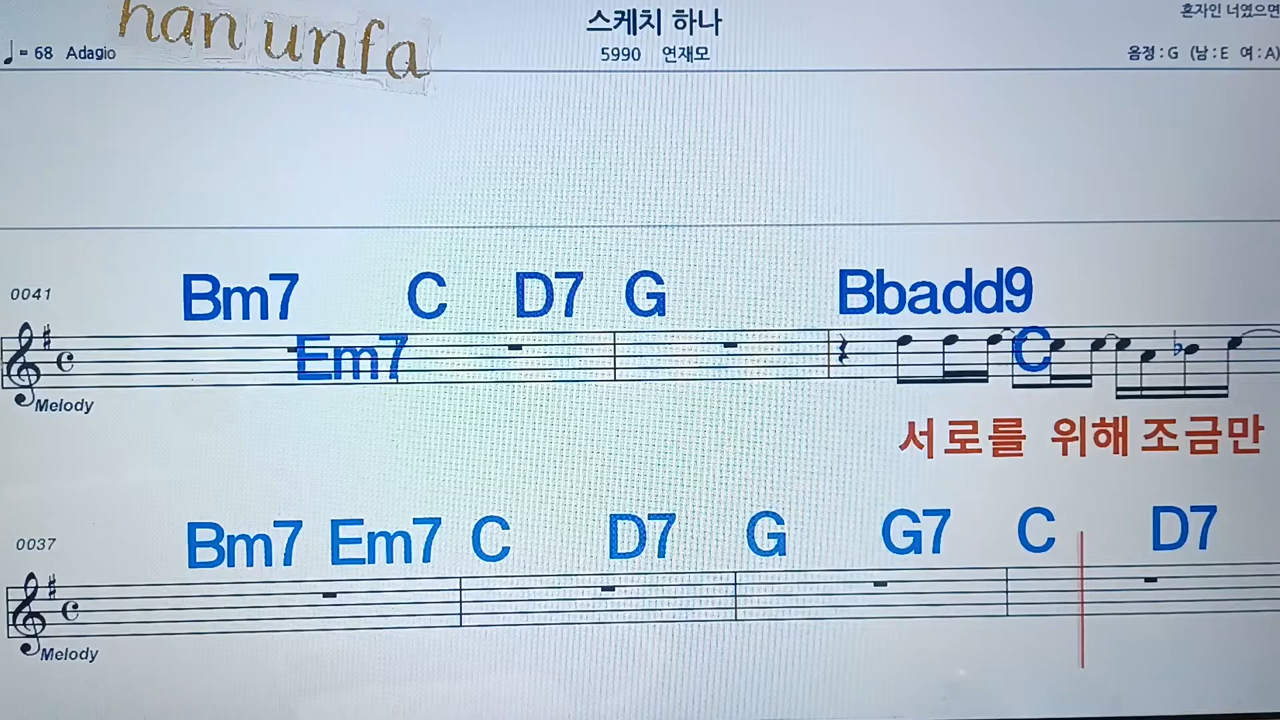 han unfa
스케치 하나
혼자인 너였으면
♩= 68 Adagio
5990 연재모
음정 : G (남 : E 여 : A)
0041
Bm7 C D7 G Bbadd9
Em7 C
Melody
서로를 위해 조금만
0037
Bm7 Em7 C D7 G G7 C D7
Melody